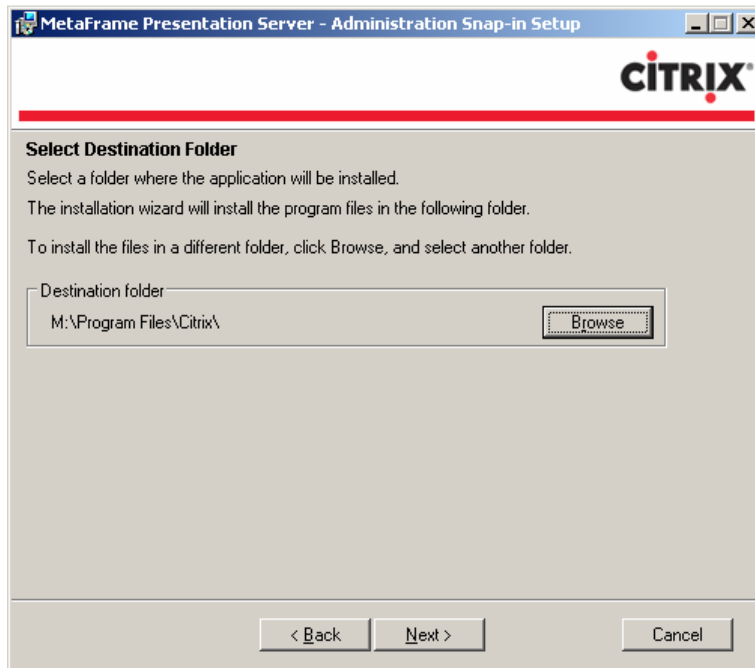 MetaFrame Presentation Server - Administration Snap-in Setup
CITRIX
Select Destination Folder
Select a folder where the application will be installed.
The installation wizard will install the program files in the following folder.
To install the files in a different folder, click Browse, and select another folder.
Destination folder
M:\Program Files\Citrix\
Browse
< Back
Next >
Cancel